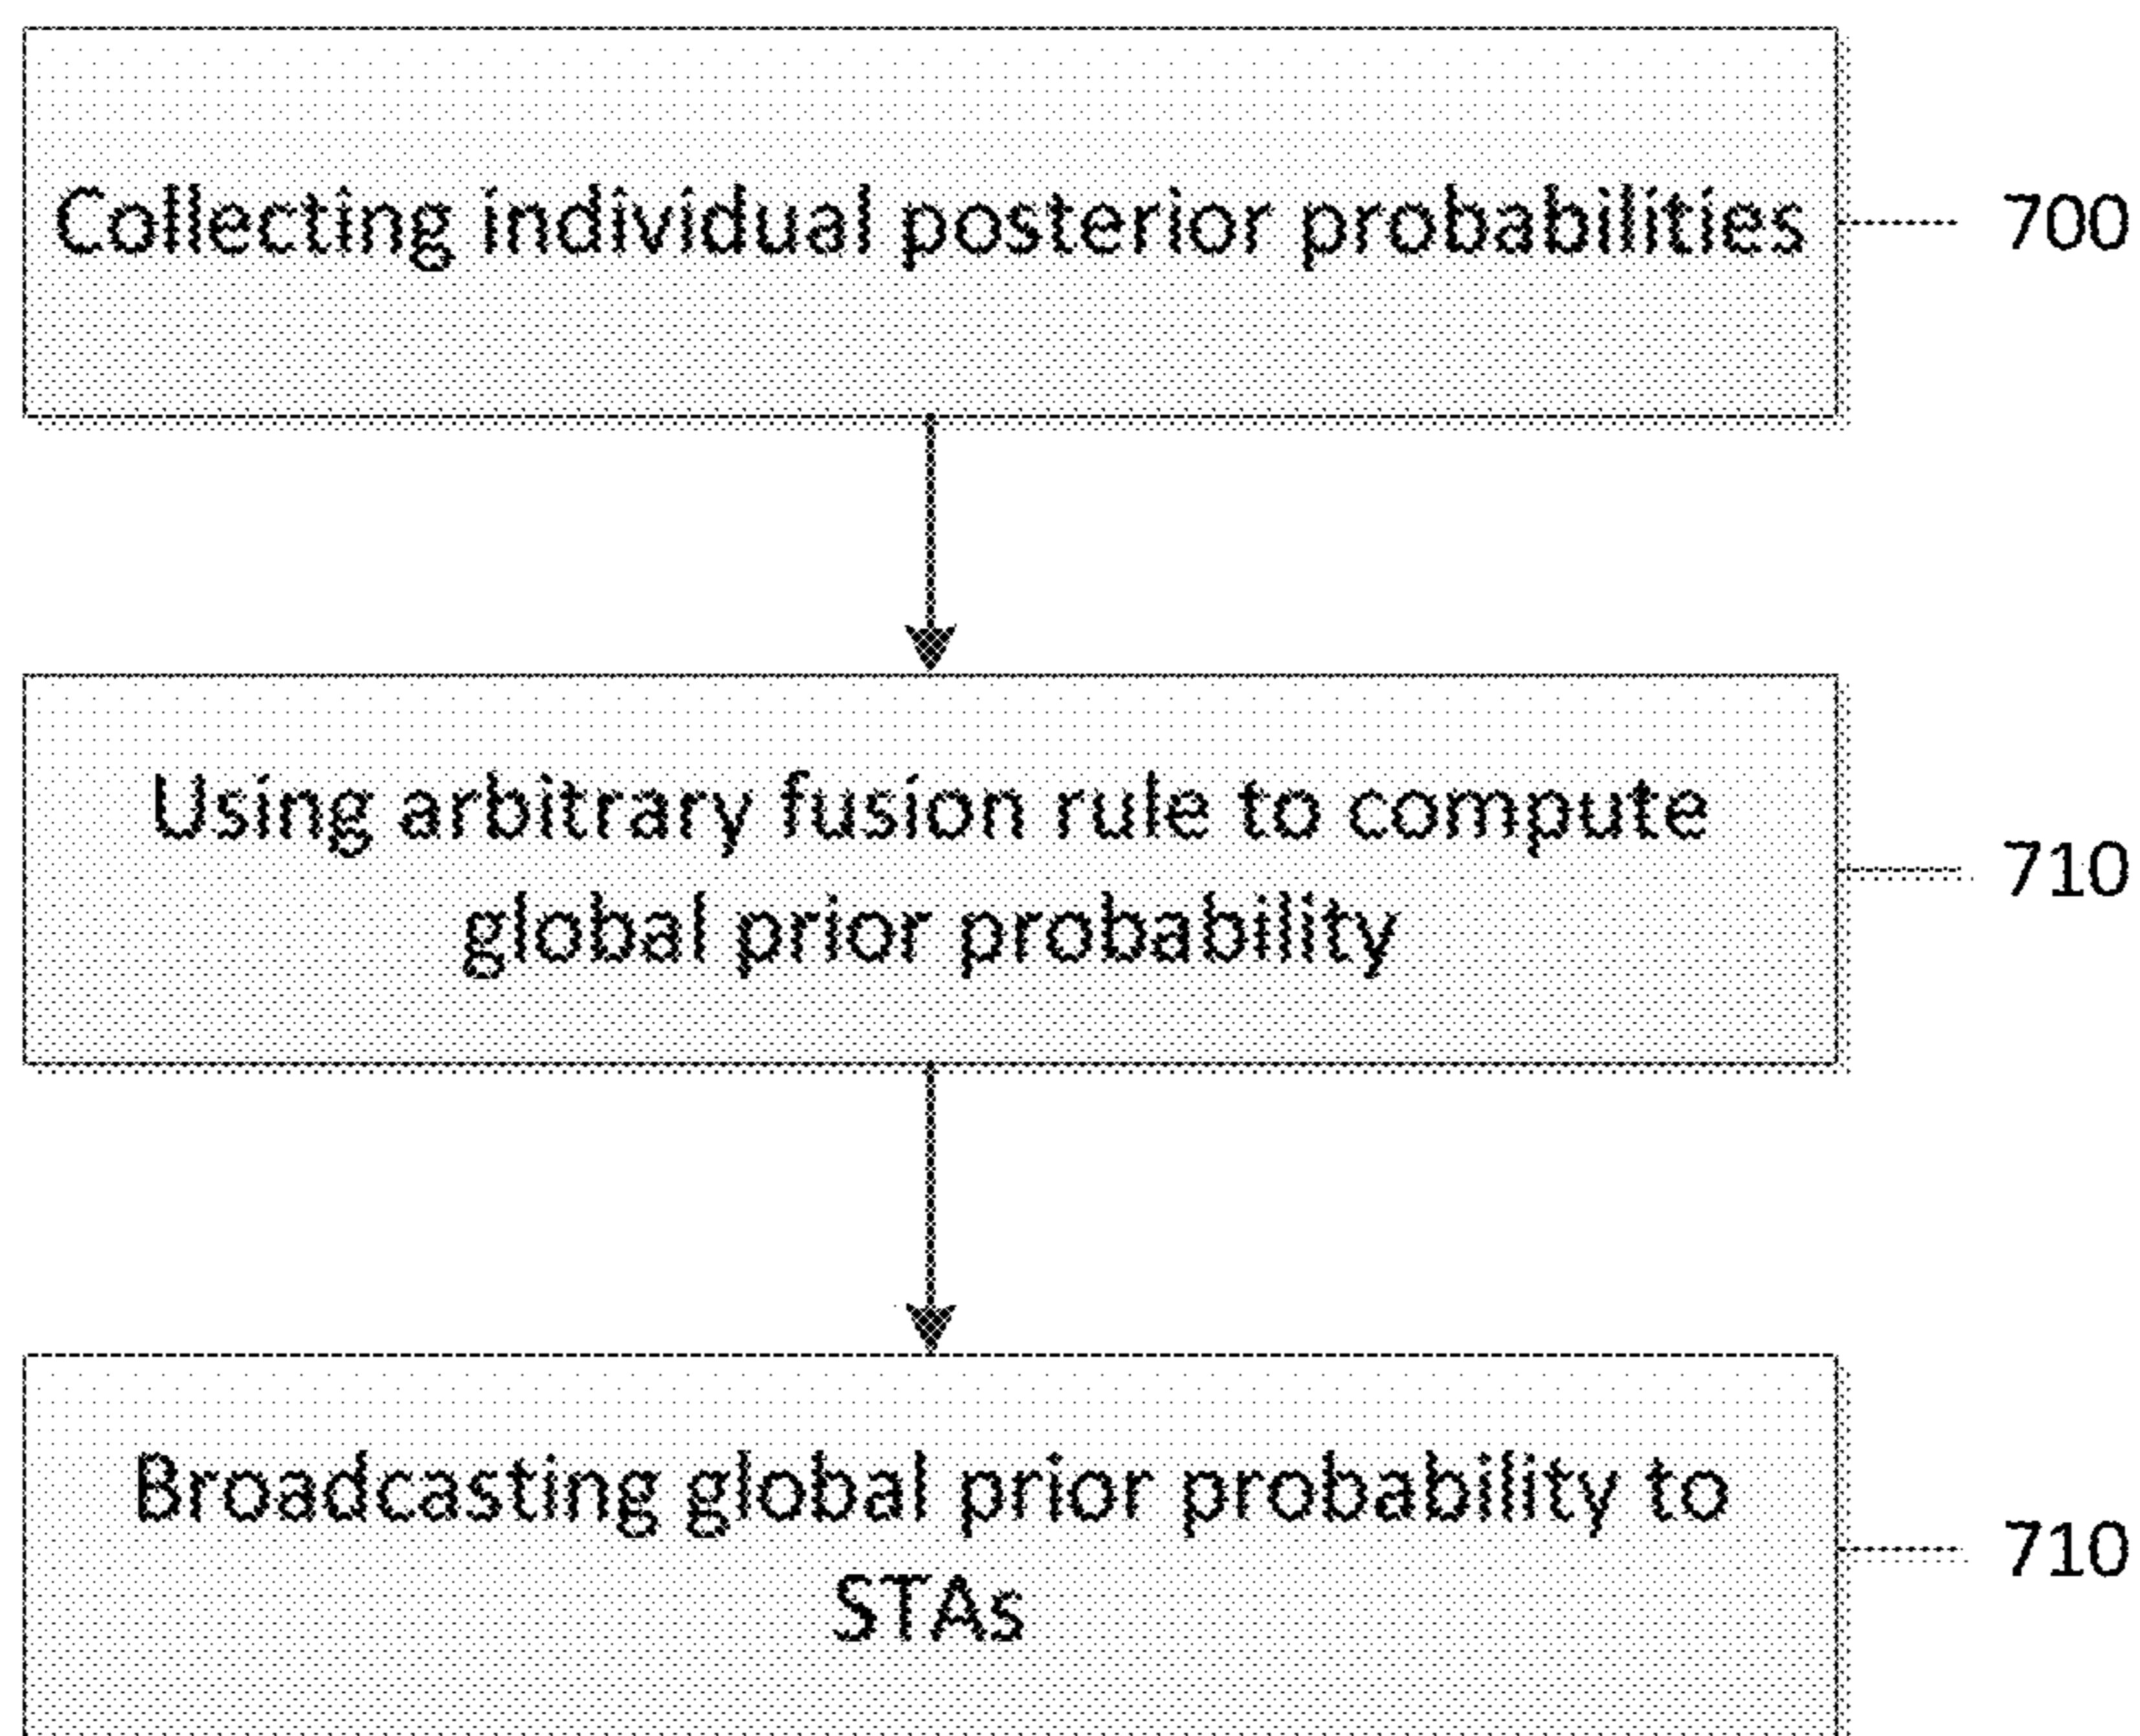 Collecting individual posterior probabilities
700
Using arbitrary fusion rule to compute
global prior probability
710
Broadcasting global prior probability to
STAs
710